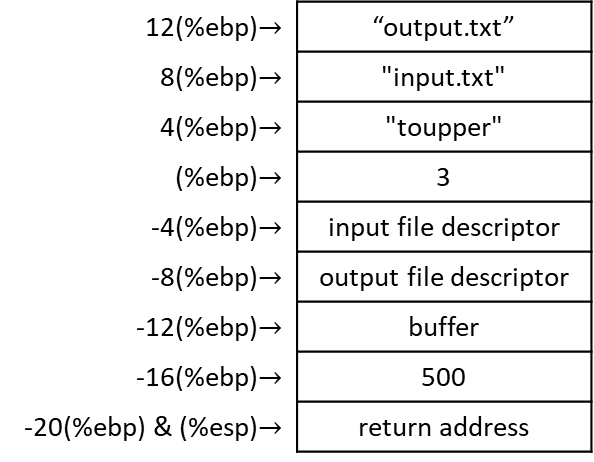 12(%ebp)→ “output.txt”
8(%ebp)→ "input.txt"
4(%ebp)→ "toupper"
(%ebp)→ 3
-4(%ebp)→ input file descriptor
-8(%ebp)→ output file descriptor
-12(%ebp)→ buffer
-16(%ebp)→ 500
-20(%ebp) & (%esp)→ return address